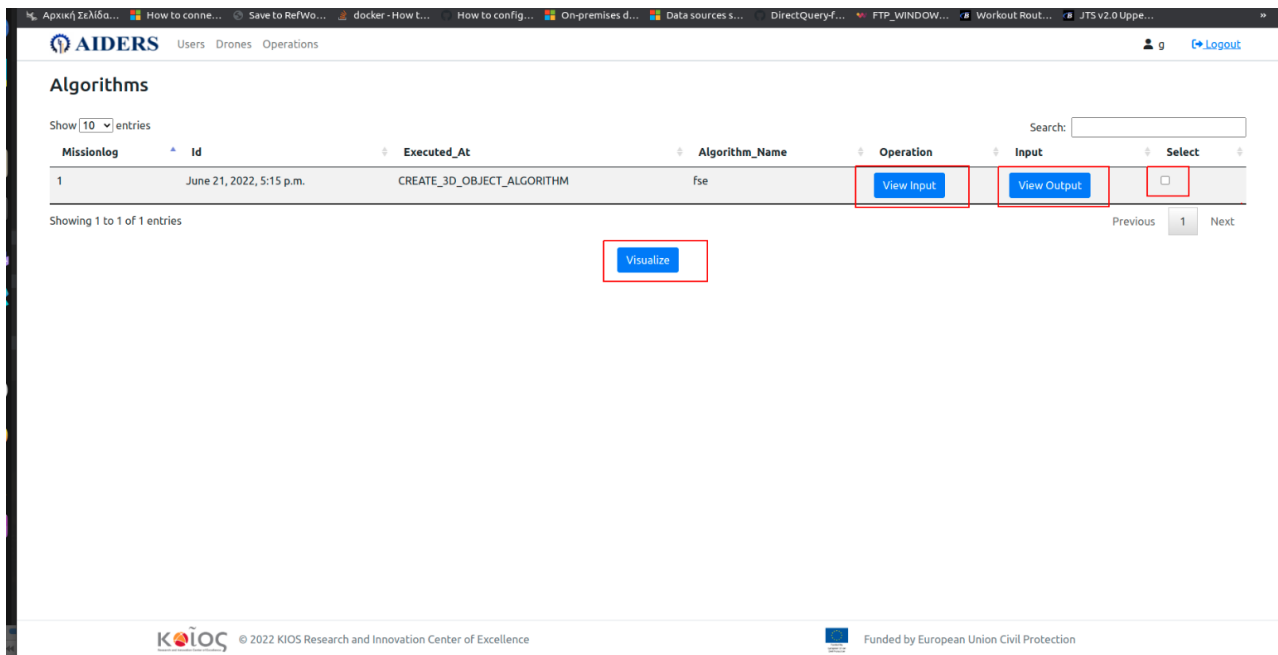 Αρχική Σελίδα... How to conne... Save to RefWo... docker - How t... How to config... On-premises d... Data sources s... DirectQuery-f... FTP_WINDOW... Workout Rout... JTS v2.0 Uppe... »
AIDERS Users Drones Operations g Logout
Algorithms
Show 10 entries Search:
Missionlog Id Executed_At Algorithm_Name Operation Input Select
1 June 21, 2022, 5:15 p.m. CREATE_3D_OBJECT_ALGORITHM fse View Input View Output
Showing 1 to 1 of 1 entries Previous 1 Next
Visualize
© 2022 KIOS Research and Innovation Center of Excellence Funded by European Union Civil Protection